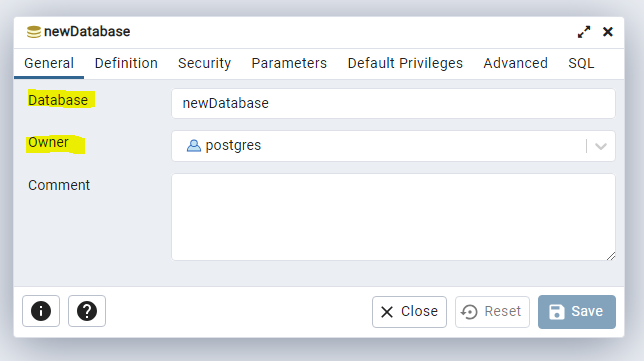 newDatabase
General Definition Security Parameters Default Privileges Advanced SQL
Database newDatabase
Owner postgres
Comment
Close Reset Save